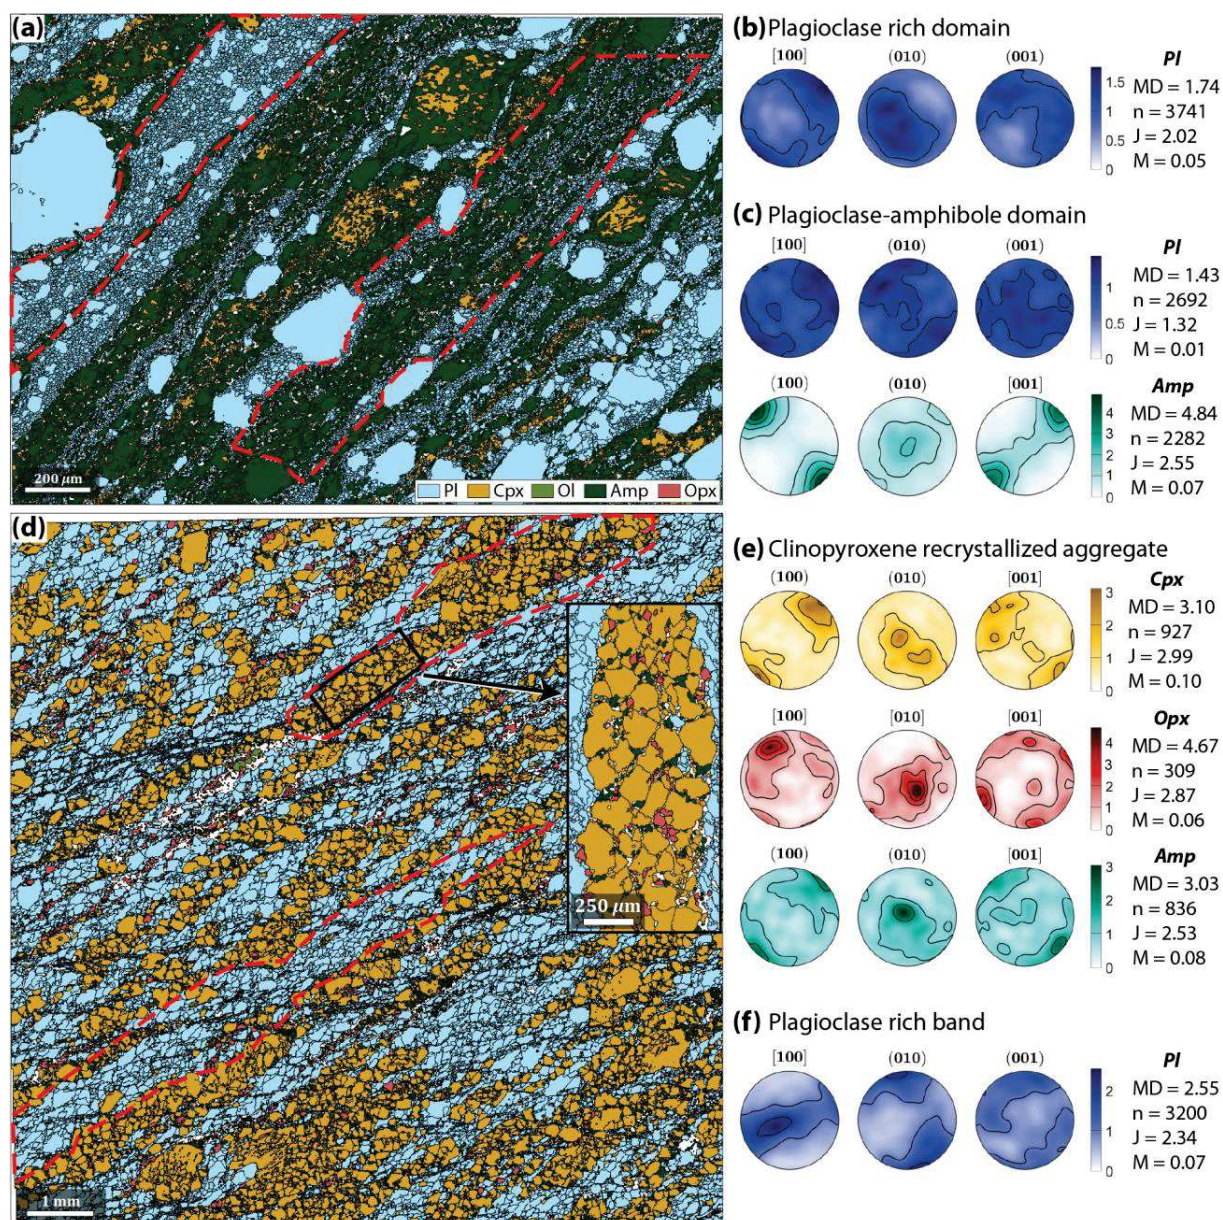 (a)
200 µm
Pl Cpx Ol Amp Opx
(b) Plagioclase rich domain
[100] (010) (001)
1.5
1
0.5
0
Pl
MD = 1.74
n = 3741
J = 2.02
M = 0.05
(c) Plagioclase-amphibole domain
[100] (010) (001)
1
0.5
0
Pl
MD = 1.43
n = 2692
J = 1.32
M = 0.01
(100) (010) [001]
4
3
2
1
0
Amp
MD = 4.84
n = 2282
J = 2.55
M = 0.07
(d)
250 µm
1 mm
(e) Clinopyroxene recrystallized aggregate
(100) (010) [001]
3
2
1
0
Cpx
MD = 3.10
n = 927
J = 2.99
M = 0.10
[100] [010] [001]
4
3
2
1
0
Opx
MD = 4.67
n = 309
J = 2.87
M = 0.06
(100) (010) [001]
3
2
1
0
Amp
MD = 3.03
n = 836
J = 2.53
M = 0.08
(f) Plagioclase rich band
[100] (010) (001)
2
1
0
Pl
MD = 2.55
n = 3200
J = 2.34
M = 0.07